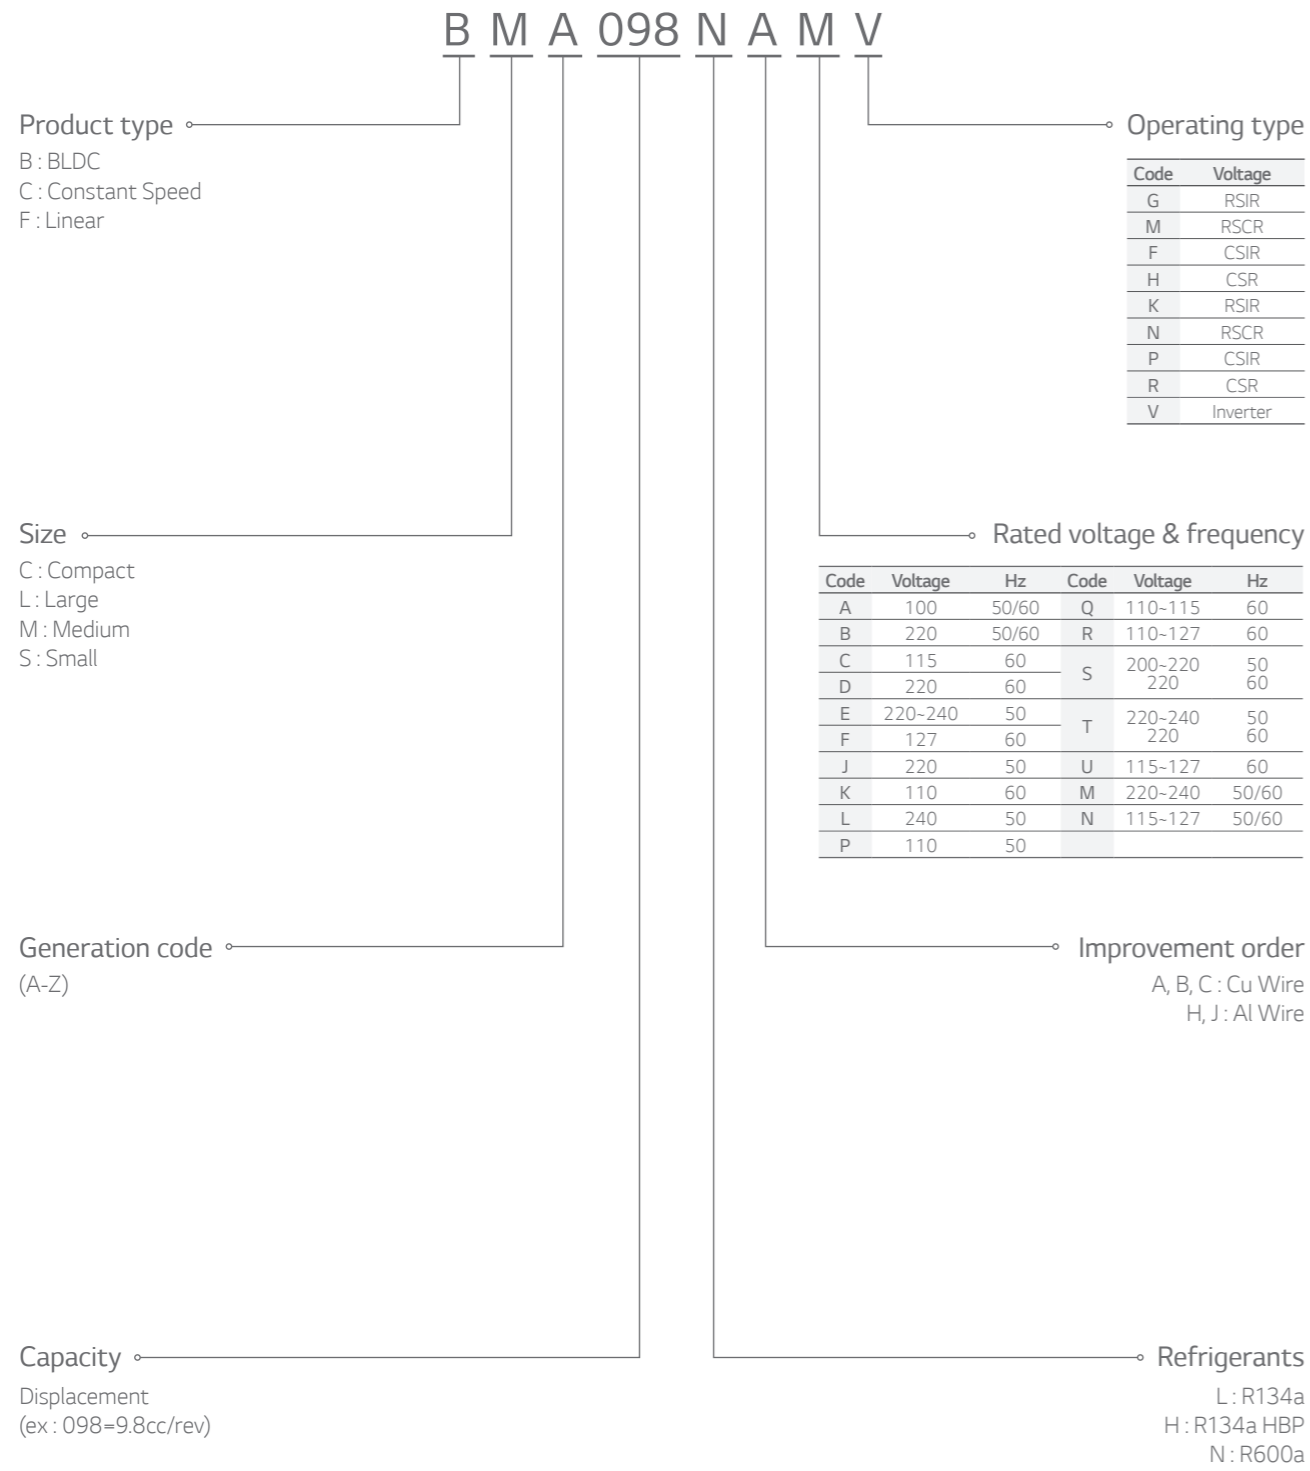 B M A 098 N A M V
Product type
B : BLDC
C : Constant Speed
F : Linear
Operating type
Code Voltage
G RSIR
M RSCR
F CSIR
H CSR
K RSIR
N RSCR
P CSIR
R CSR
V Inverter
Size
C : Compact
L : Large
M : Medium
S : Small
Rated voltage & frequency
Code Voltage Hz Code Voltage Hz
A 100 50/60 Q 110~115 60
B 220 50/60 R 110~127 60
C 115 60 S 200~220 50
D 220 60 220 60
E 220~240 50 T 220~240 50
F 127 60 220 60
J 220 50 U 115~127 60
K 110 60 M 220~240 50/60
L 240 50 N 115~127 50/60
P 110 50
Generation code
(A-Z)
Improvement order
A, B, C : Cu Wire
H, J : Al Wire
Capacity
Displacement
(ex : 098=9.8cc/rev)
Refrigerants
L : R134a
H : R134a HBP
N : R600a